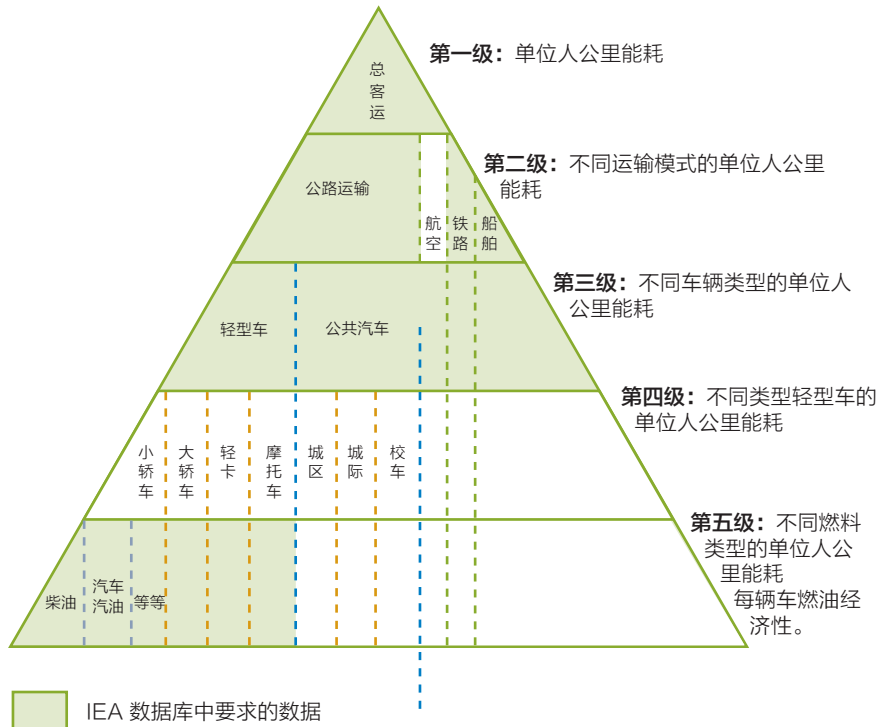 总客运
第一级：单位人公里能耗
公路运输
航空
铁路
船舶
第二级：不同运输模式的单位人公里
能耗
轻型车
公共汽车
第三级：不同车辆类型的单位人
公里能耗
小轿车
大轿车
轻卡
摩托车
城区
城际
校车
第四级：不同类型轻型车的
单位人公里能耗
柴油
汽车
汽油
等等
第五级：不同燃料
类型的单位人公
里能耗
每辆车燃油经
济性。
IEA 数据库中要求的数据